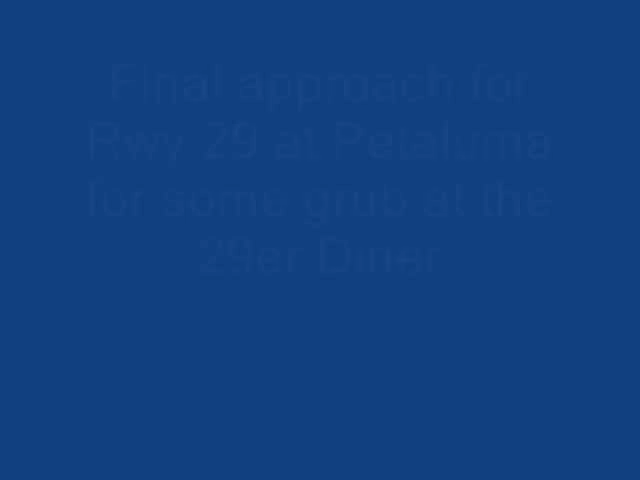 Final approach for
Rwy 29 at Petaluma
for some grub at the
29er Diner